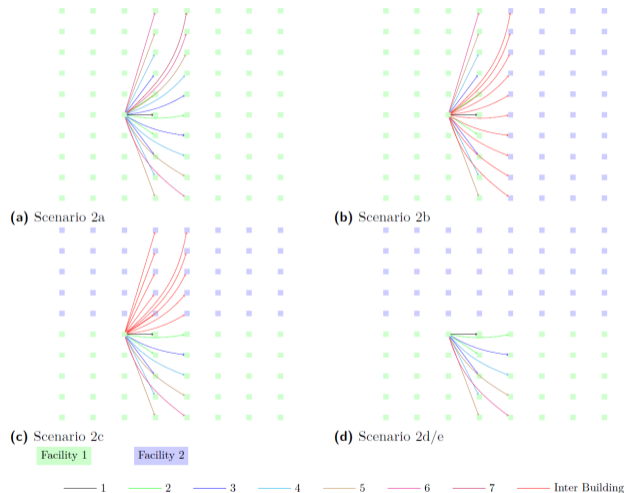 (a) Scenario 2a
(b) Scenario 2b
(c) Scenario 2c
(d) Scenario 2d/e
Facility 1 Facility 2
1 2 3 4 5 6 7 Inter Building